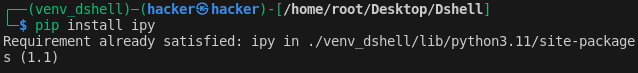 ┌──(venv_dshell)─(hacker㉿hacker)-[/home/root/Desktop/Dshell]
└─$ pip install ipy
Requirement already satisfied: ipy in ./venv_dshell/lib/python3.11/site-package
s (1.1)